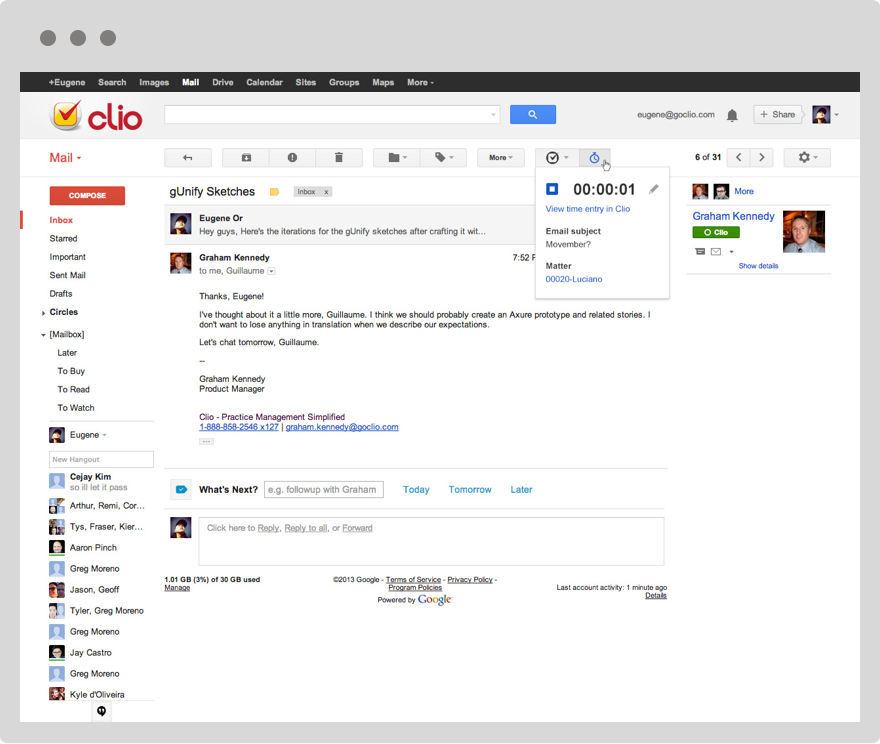 +Eugene Search Images Mail Drive Calendar Sites Groups Maps More
clio
eugene@goclio.com + Share
Mail
More
6 of 31
COMPOSE
Inbox
Starred
Important
Sent Mail
Drafts
Circles
[Mailbox]
Later
To Buy
To Read
To Watch
Eugene
New Hangout
Cejay Kim
so ill let it pass
Arthur, Remi, Cor...
Tys, Fraser, Kier...
Aaron Pinch
Greg Moreno
Jason, Geoff
Tyler, Greg Moreno
Greg Moreno
Jay Castro
Greg Moreno
Kyle d'Oliveira
gUnify Sketches Inbox x
Eugene Or
Hey guys, Here's the iterations for the gUnify sketches after crafting it wit...
Graham Kennedy 7:52 P
to me, Guillaume
Thanks, Eugene!
I've thought about it a little more, Guillaume. I think we should probably create an Axure prototype and related stories. I
don't want to lose anything in translation when we describe our expectations.
Let's chat tomorrow, Guillaume.
--
Graham Kennedy
Product Manager
Clio - Practice Management Simplified
1-888-858-2546 x127 | graham.kennedy@goclio.com
...
What's Next? e.g. followup with Graham Today Tomorrow Later
Click here to Reply, Reply to all, or Forward
1.01 GB (3%) of 30 GB used
Manage
©2013 Google - Terms of Service - Privacy Policy -
Program Policies
Powered by Google
Last account activity: 1 minute ago
Details
00:00:01
View time entry in Clio
Email subject
Movember?
Matter
00020-Luciano
More
Graham Kennedy
Clio
Show details